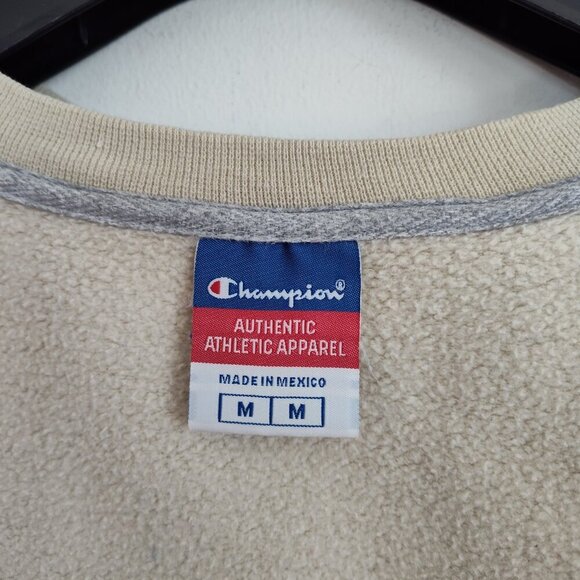 Champion®
AUTHENTIC
ATHLETIC APPAREL
MADE IN MEXICO
M M